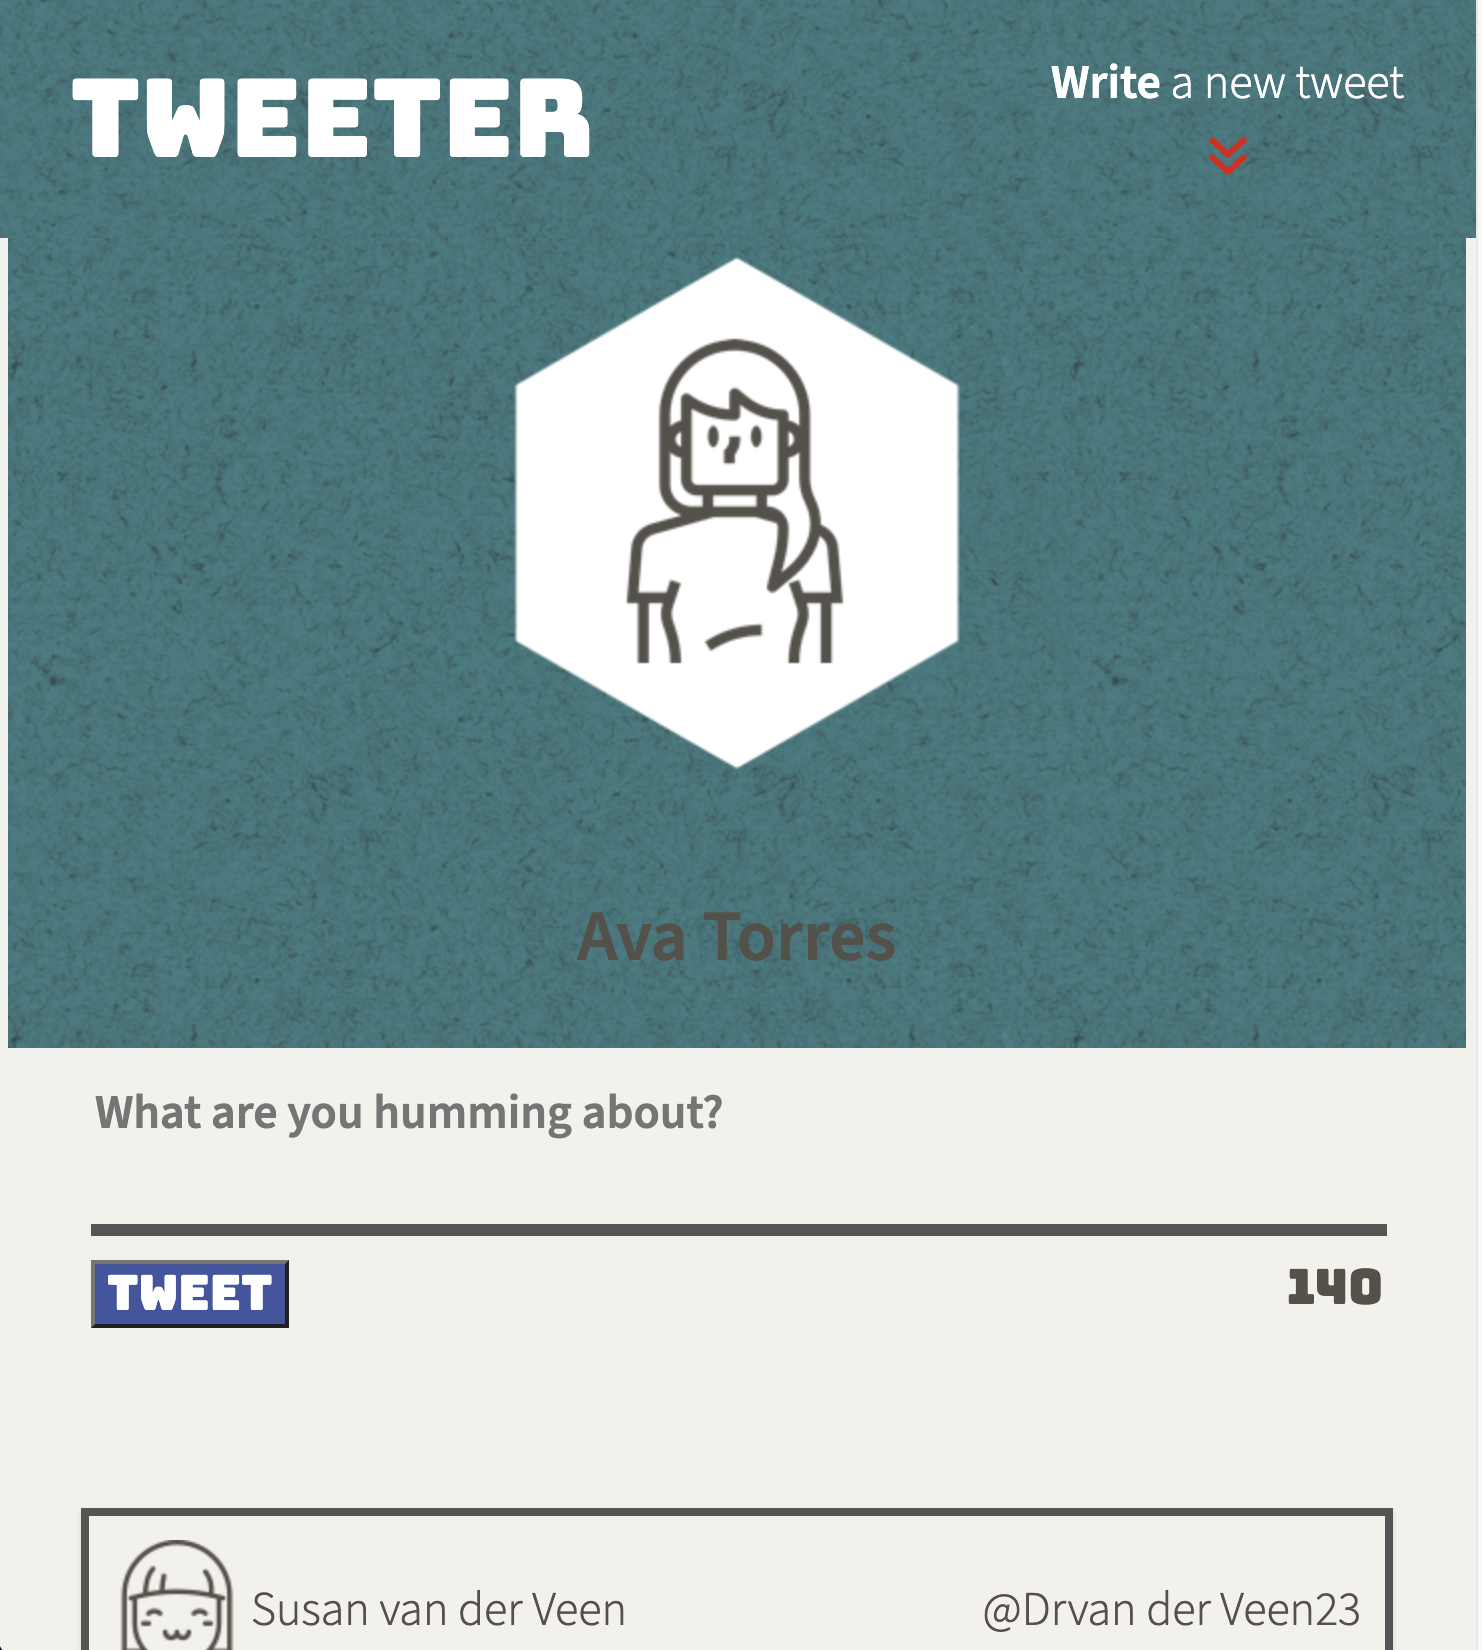 TWEETER
Write a new tweet
Ava Torres
What are you humming about?
TWEET
140
Susan van der Veen
@Drvan der Veen23